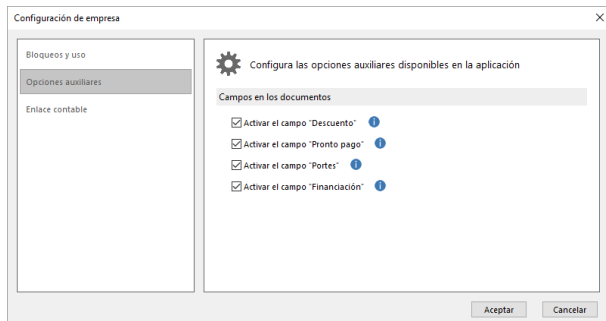 Configuración de empresa
Bloqueos y uso
Opciones auxiliares
Enlace contable
Configura las opciones auxiliares disponibles en la aplicación
Campos en los documentos
Activar el campo "Descuento"
Activar el campo "Pronto pago"
Activar el campo "Portes"
Activar el campo "Financiación"
Aceptar
Cancelar